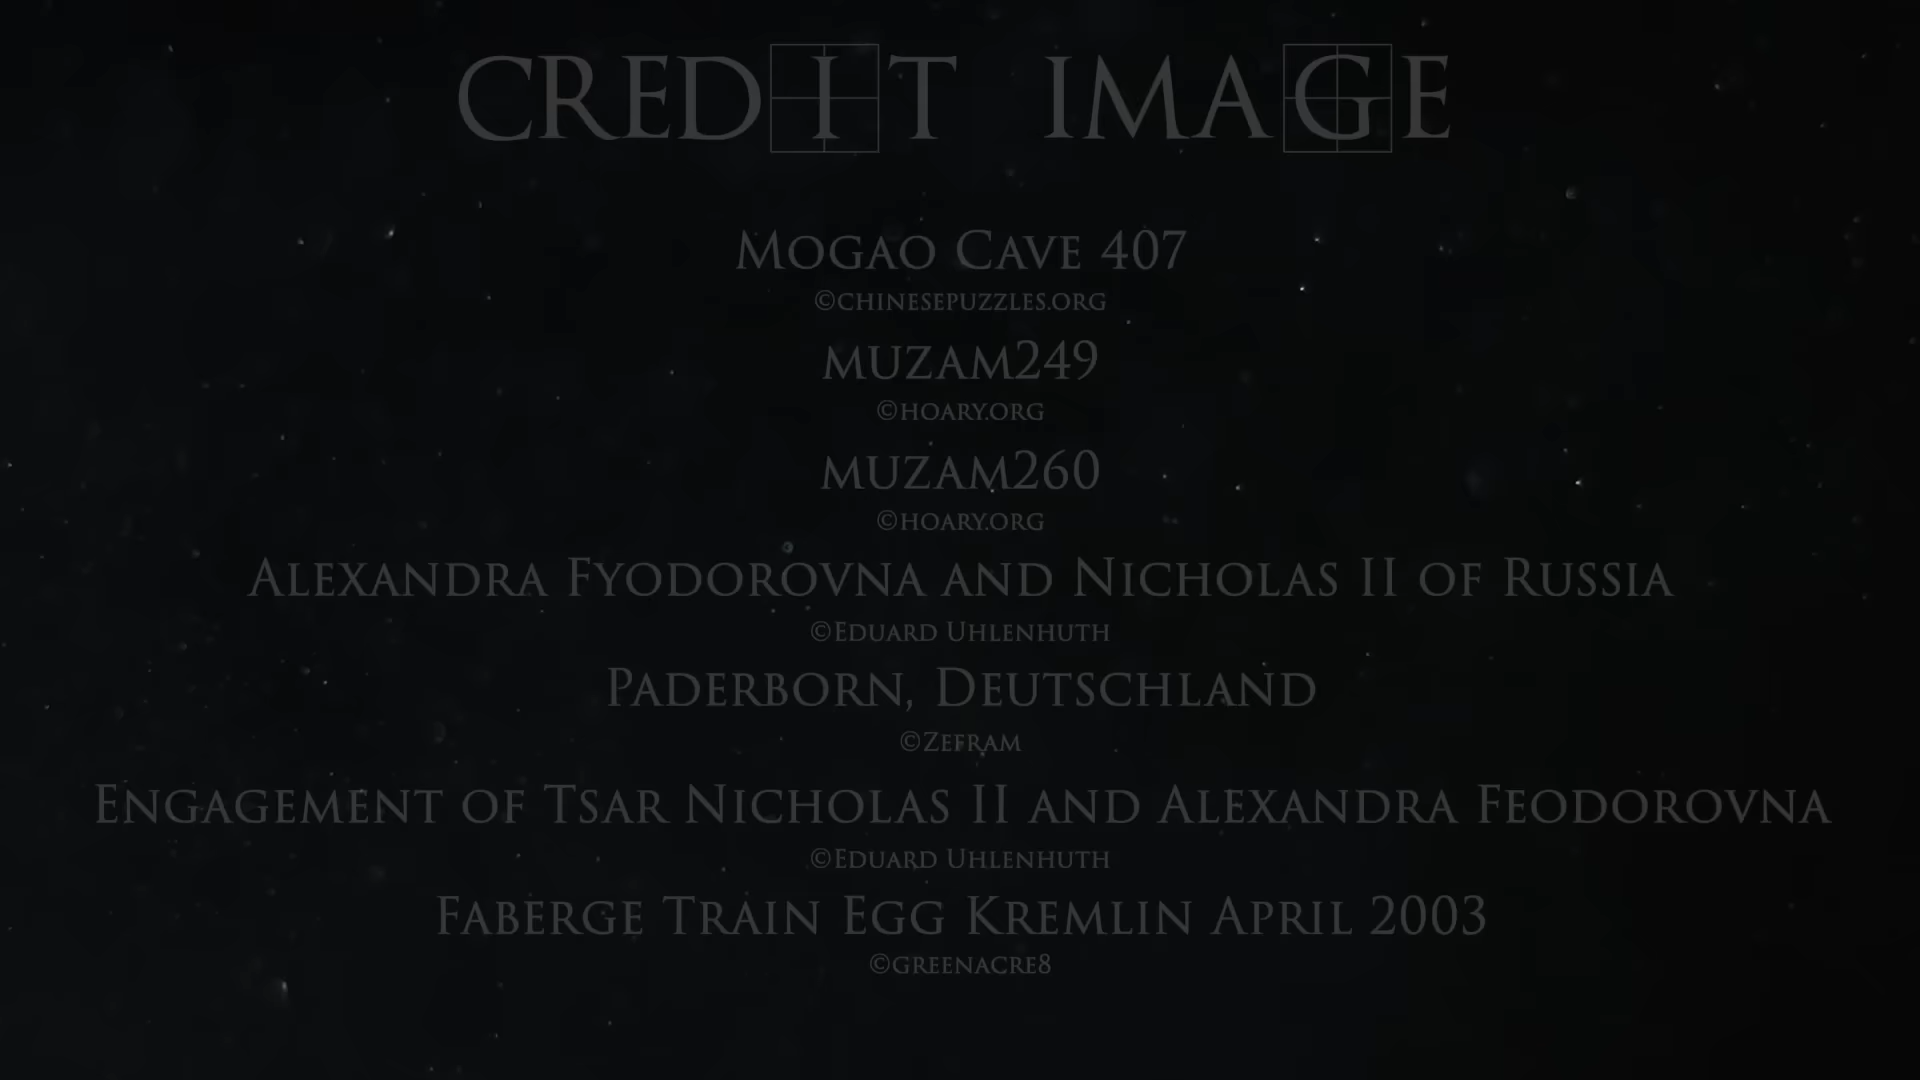 CREDIT IMAGE
Mogao Cave 407
©chinesepuzzles.org
muzam249
©hoary.org
muzam260
©hoary.org
Alexandra Fyodorovna and Nicholas II of Russia
©Eduard Uhlenhuth
Paderborn, Deutschland
©Zefram
Engagement of Tsar Nicholas II and Alexandra Feodorovna
©Eduard Uhlenhuth
Faberge Train Egg Kremlin April 2003
©greenacre8